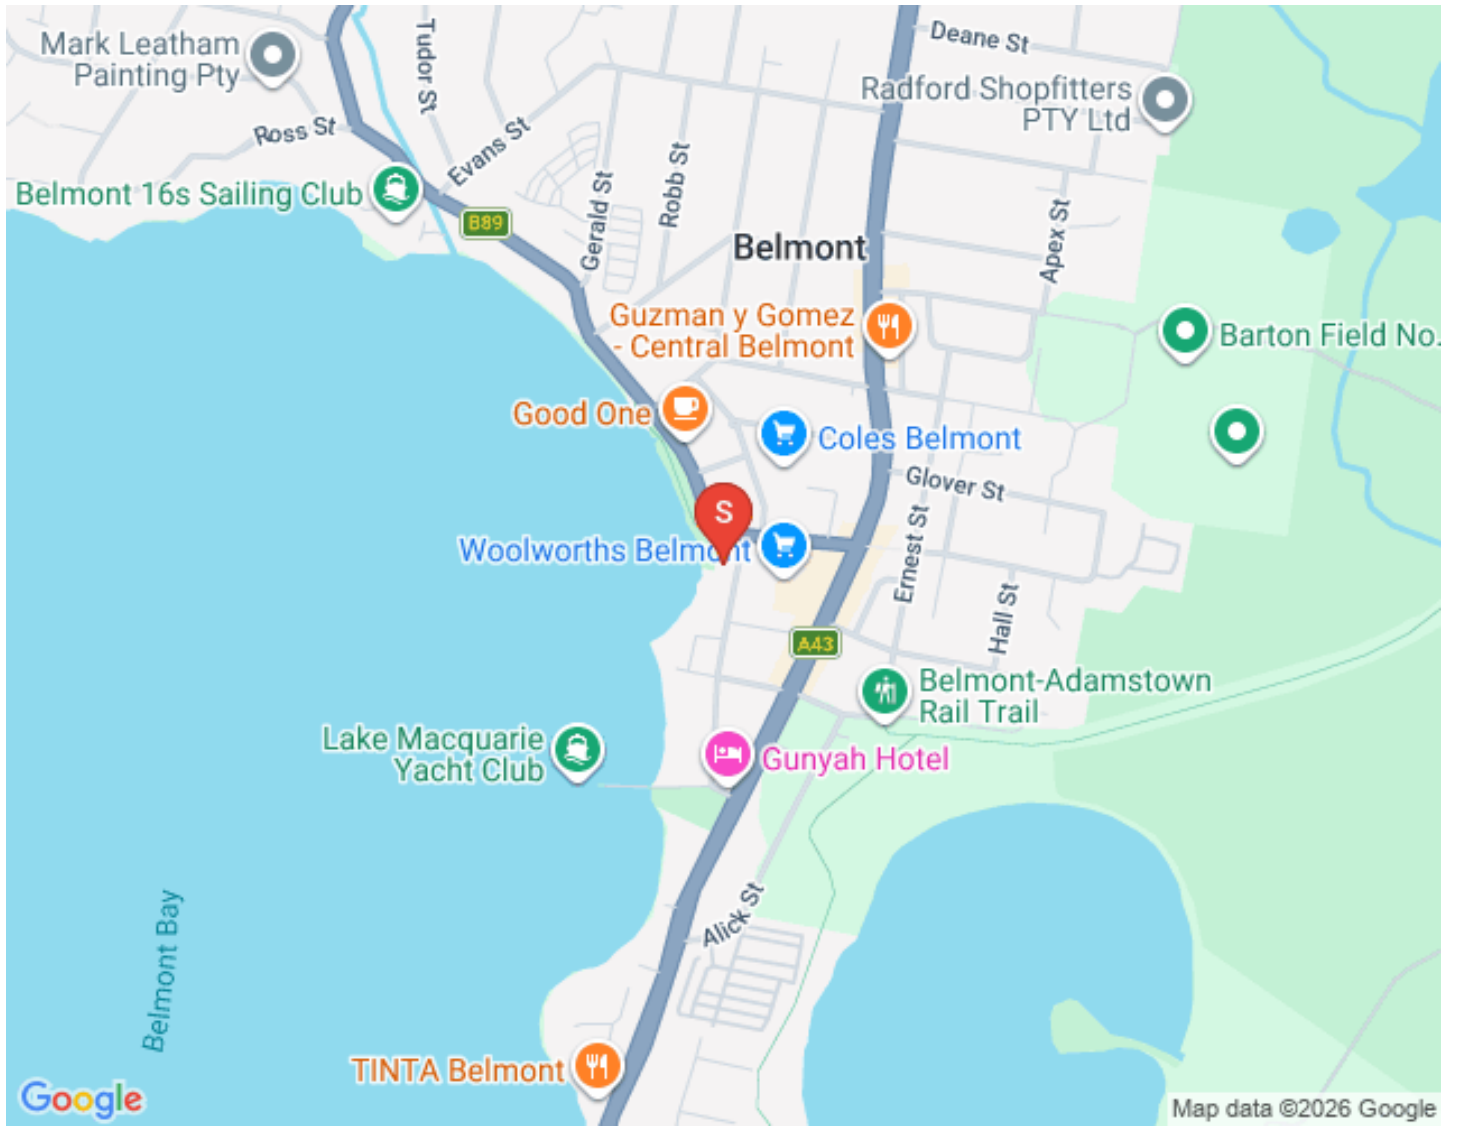 Deane St
Mark Leatham
Painting Pty
Tudor St
Radford Shopfitters
PTY Ltd
Ross St
Evans St
Belmont 16s Sailing Club
B89
Gerald St
Robb St
Belmont
Apex St
Guzman y Gomez
- Central Belmont
Barton Field No.
Good One
Coles Belmont
Glover St
S
Woolworths Belmont
Ernest St
Hall St
A43
Belmont-Adamstown
Rail Trail
Lake Macquarie
Yacht Club
Gunyah Hotel
Alick St
Belmont Bay
TINTA Belmont
Google
Map data ©2026 Google